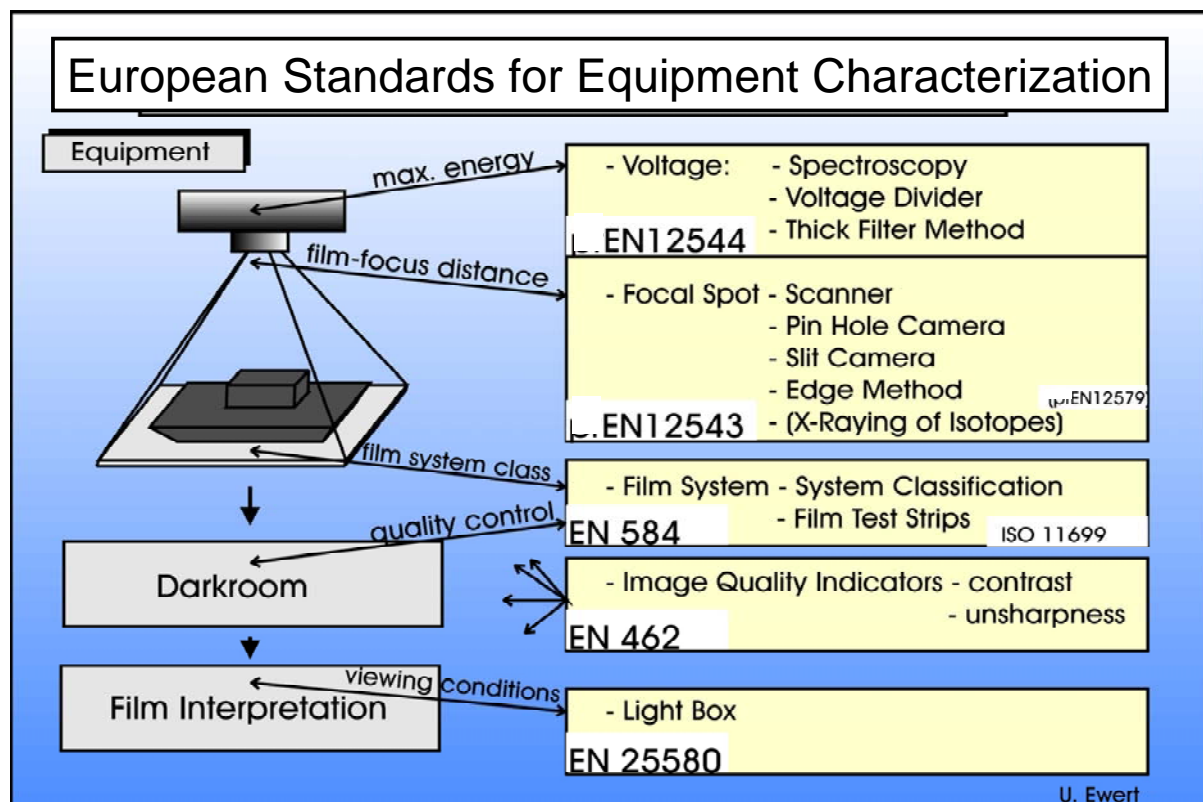 European Standards for Equipment Characterization
Equipment
max. energy
- Voltage: - Spectroscopy
- Voltage Divider
- Thick Filter Method
EN12544
film-focus distance
- Focal Spot - Scanner
- Pin Hole Camera
- Slit Camera
- Edge Method
EN12579)
EN12543 - (X-Raying of Isotopes)
film system class
- Film System - System Classification
- Film Test Strips
EN 584
ISO 11699
quality control
Darkroom
- Image Quality Indicators - contrast
- unsharpness
EN 462
viewing conditions
Film Interpretation
- Light Box
EN 25580
U. Ewert